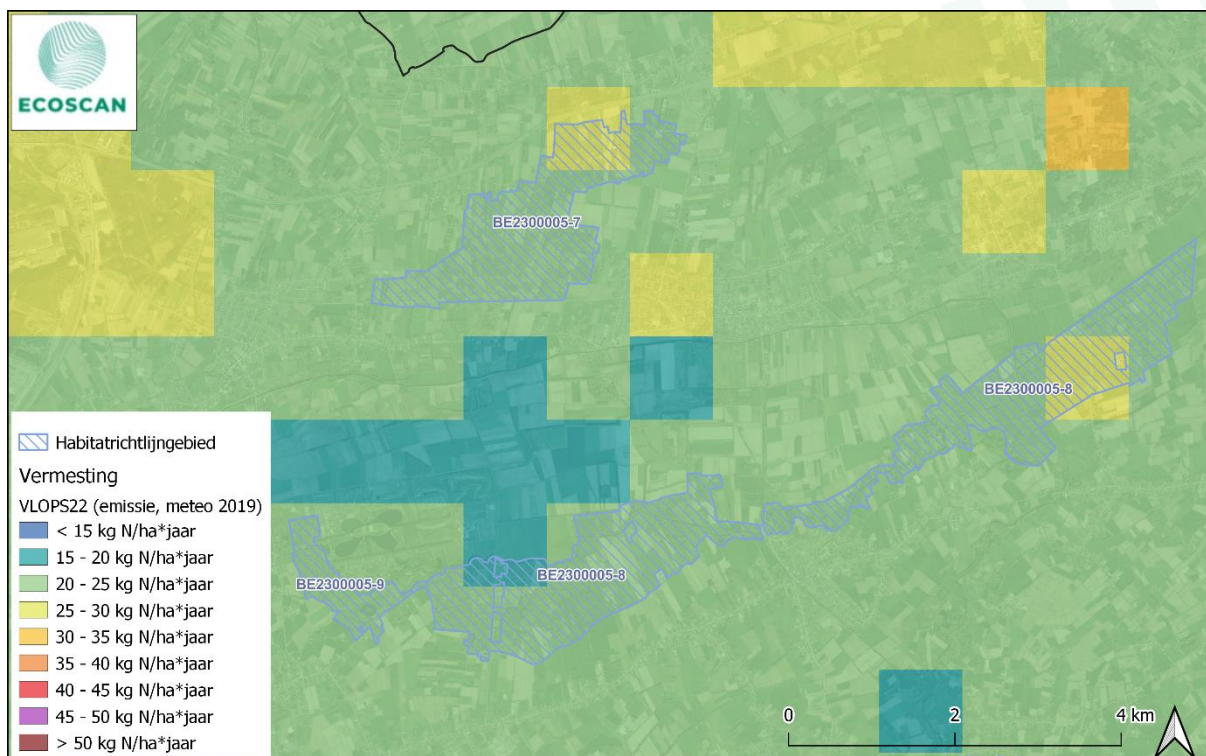 ECOSCAN
BE2300005-7
BE2300005-8
BE2300005-9
BE2300005-8
Habitatrichtlijngebied
Vermesting
VLOPS22 (emissie, meteo 2019)
< 15 kg N/ha*jaar
15 - 20 kg N/ha*jaar
20 - 25 kg N/ha*jaar
25 - 30 kg N/ha*jaar
30 - 35 kg N/ha*jaar
35 - 40 kg N/ha*jaar
40 - 45 kg N/ha*jaar
45 - 50 kg N/ha*jaar
> 50 kg N/ha*jaar
0 2 4 km